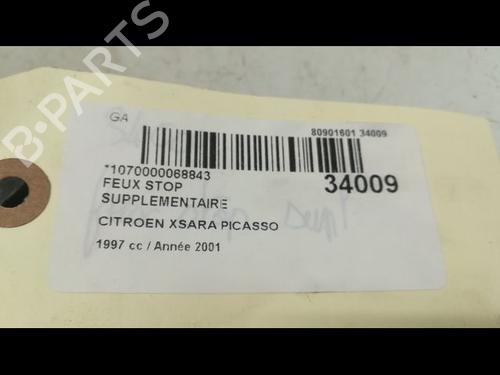 B-PARTS
GA
80901601 34009
*1070000068843
34009
FEUX STOP
SUPPLEMENTAIRE
CITROEN XSARA PICASSO
1997 cc / Année 2001